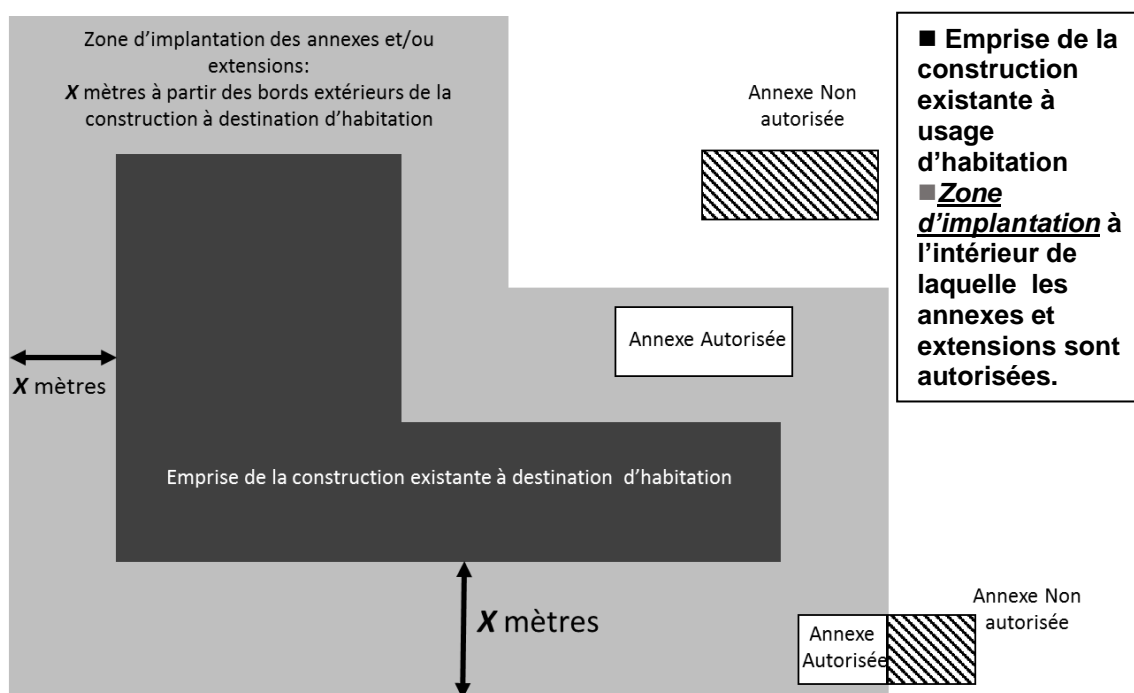 Zone d’implantation des annexes et/ou
extensions:
X mètres à partir des bords extérieurs de la
construction à destination d’habitation
Annexe Non
autorisée
■ Emprise de la
construction
existante à
usage
d’habitation
■Zone
d’implantation à
l’intérieur de
laquelle les
annexes et
extensions sont
autorisées.
Annexe Autorisée
X mètres
Emprise de la construction existante à destination d’habitation
X mètres
Annexe Non
autorisée
Annexe
Autorisée